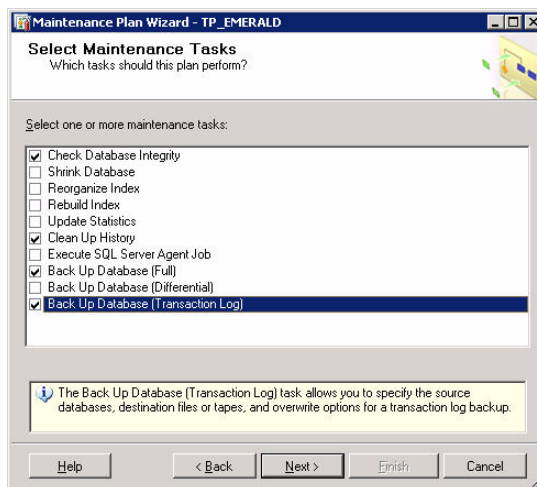 Maintenance Plan Wizard - TP_EMERALD
Select Maintenance Tasks
Which tasks should this plan perform?
Select one or more maintenance tasks:
Check Database Integrity
Shrink Database
Reorganize Index
Rebuild Index
Update Statistics
Clean Up History
Execute SQL Server Agent Job
Back Up Database (Full)
Back Up Database (Differential)
Back Up Database (Transaction Log)
The Back Up Database (Transaction Log) task allows you to specify the source
databases, destination files or tapes, and overwrite options for a transaction log backup.
Help < Back Next > Finish Cancel